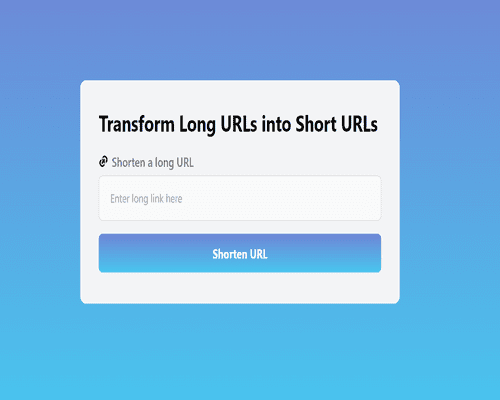 Transform Long URLs into Short URLs
Shorten a long URL
Enter long link here
Shorten URL